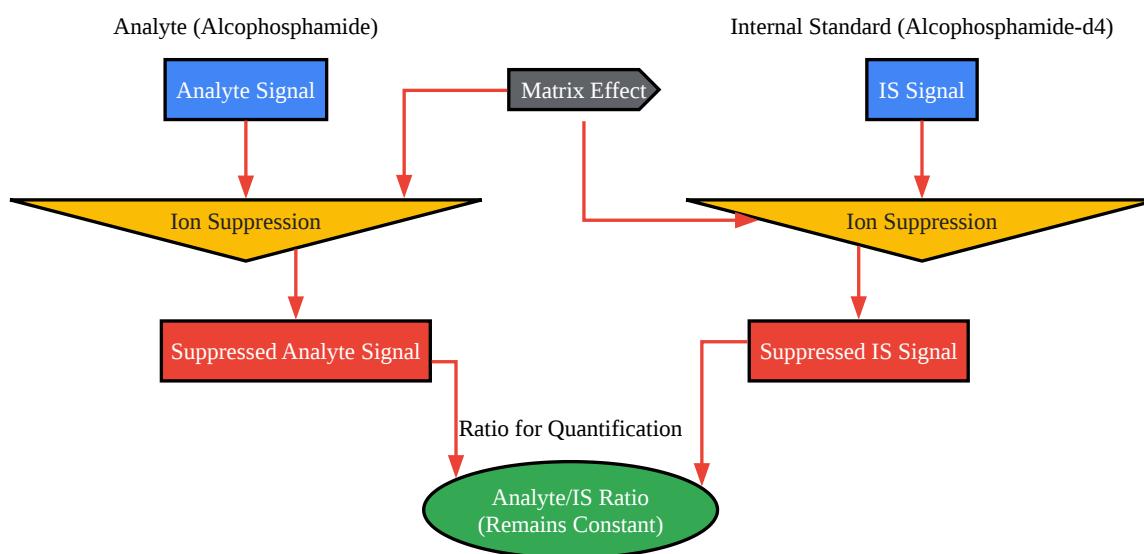 Analyte (Alcophosphamide)
Internal Standard (Alcophosphamide-d4)
Analyte Signal
Matrix Effect
IS Signal
Ion Suppression
Ion Suppression
Suppressed Analyte Signal
Suppressed IS Signal
Ratio for Quantification
Analyte/IS Ratio
(Remains Constant)